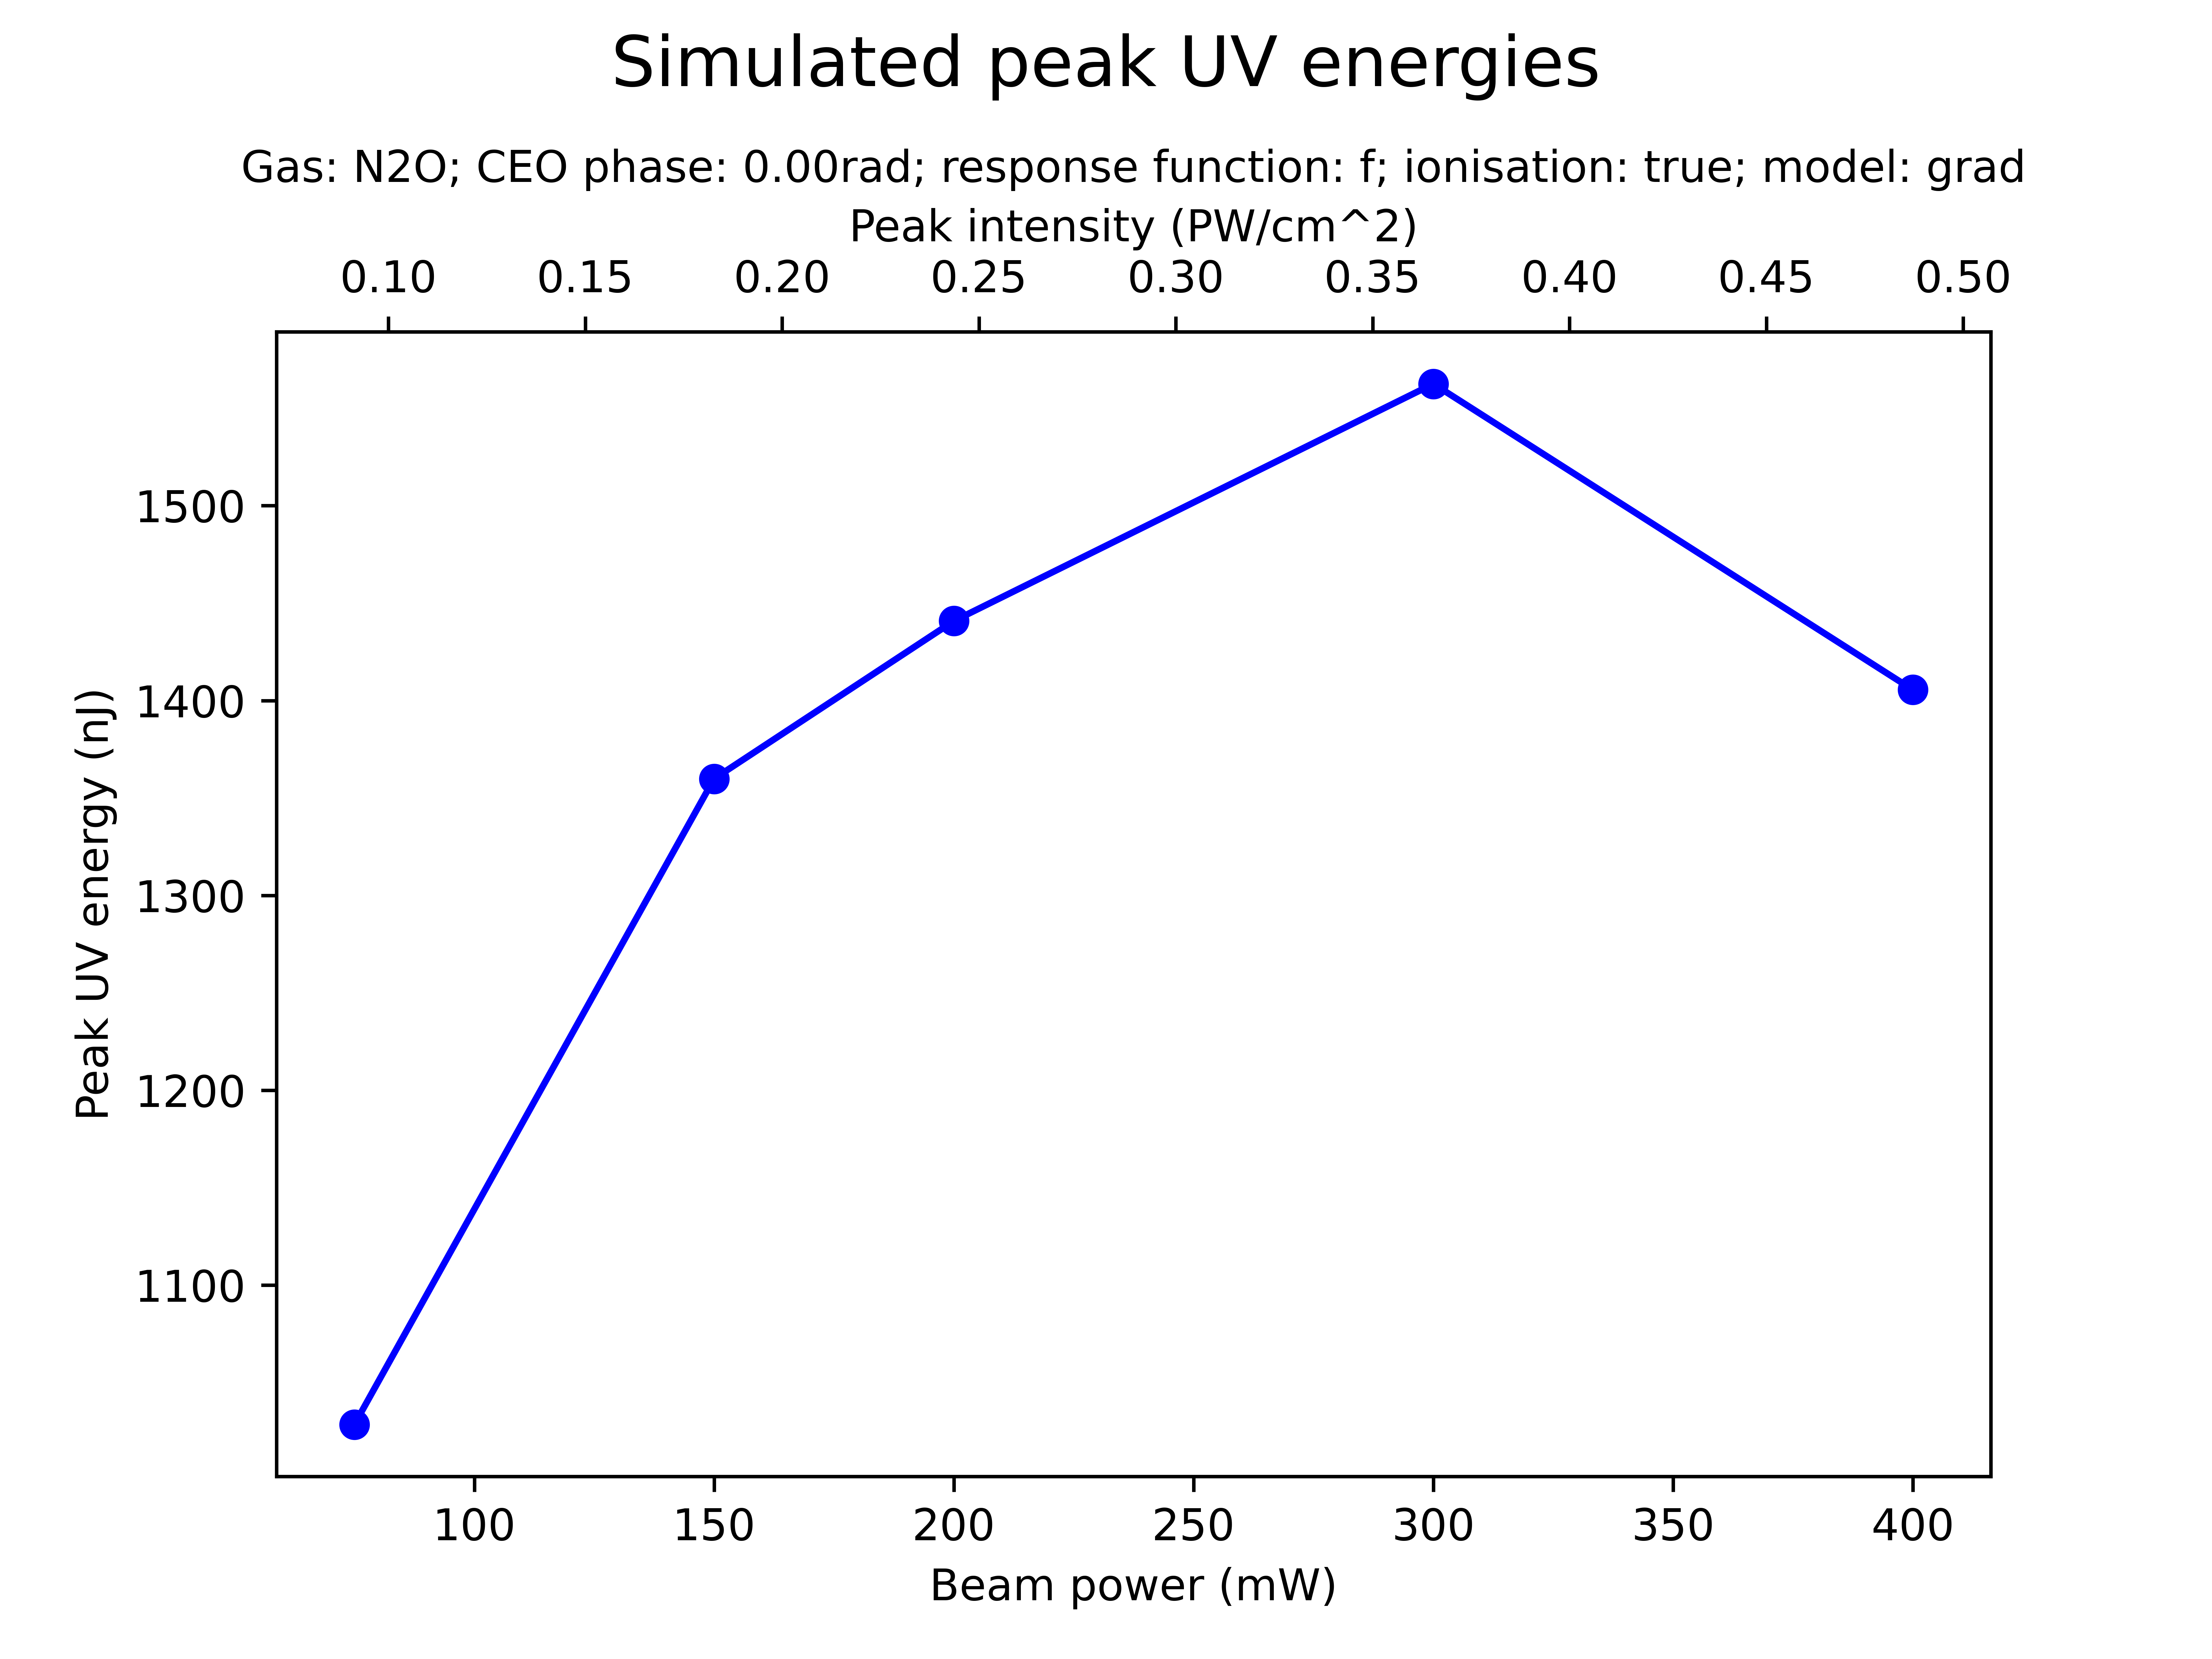 Simulated peak UV energies
Gas: N2O; CEO phase: 0.00rad; response function: f; ionisation: true; model: grad
Peak intensity (PW/cm^2)
0.10 0.15 0.20 0.25 0.30 0.35 0.40 0.45 0.50
Peak UV energy (nJ)
1500
1400
1300
1200
1100
100 150 200 250 300 350 400
Beam power (mW)